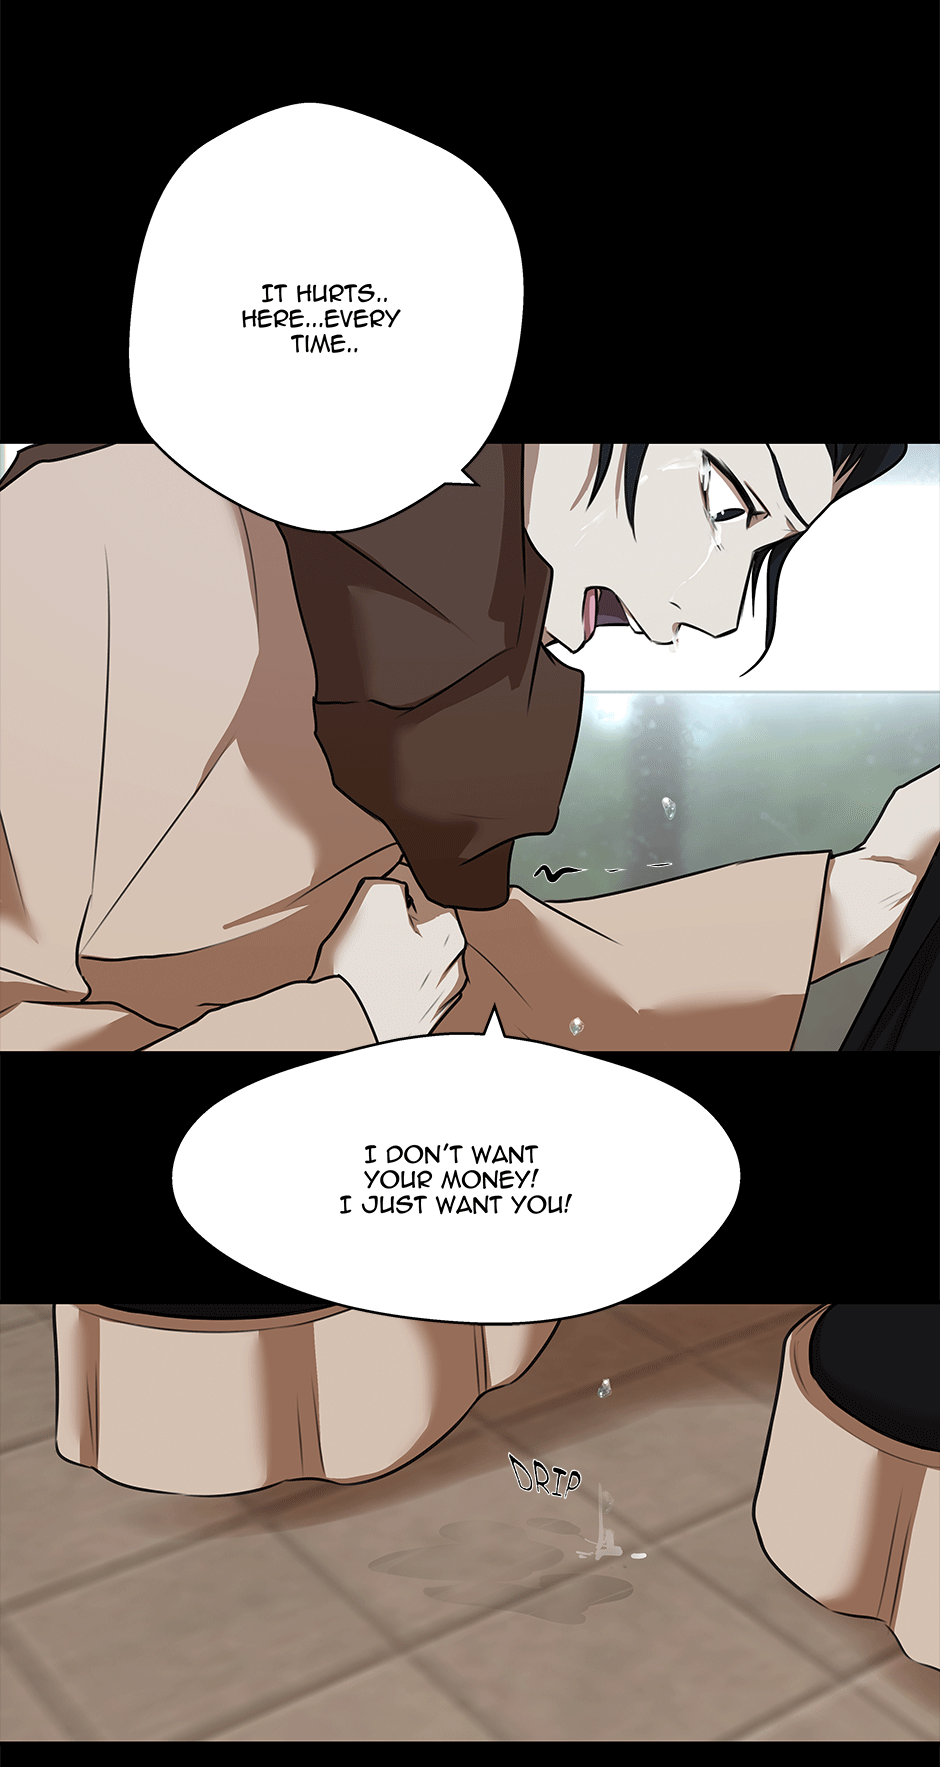 IT HURTS..
HERE...EVERY
TIME..
I DON'T WANT
YOUR MONEY!
I JUST WANT YOU!
DRIP